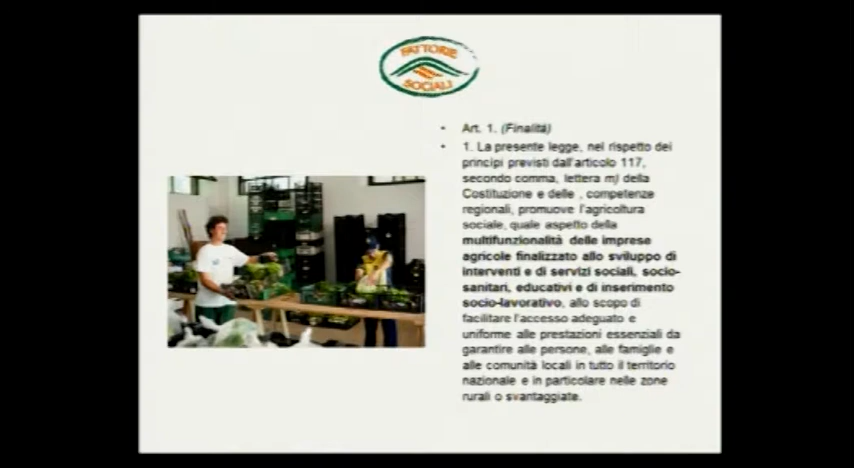 FATTORIE
SOCIALI
• Art. 1. (Finalità)
• 1. La presente legge, nel rispetto dei
principi previsti dall'articolo 117,
secondo comma, lettera m) della
Costituzione e delle , competenze
regionali, promuove l'agricoltura
sociale, quale aspetto della
multifunzionalità delle imprese
agricole finalizzato allo sviluppo di
interventi e di servizi sociali, socio-
sanitari, educativi e di inserimento
socio-lavorativo, allo scopo di
facilitare l'accesso adeguato e
uniforme alle prestazioni essenziali da
garantire alle persone, alle famiglie e
alle comunità locali in tutto il territorio
nazionale e in particolare nelle zone
rurali o svantaggiate.